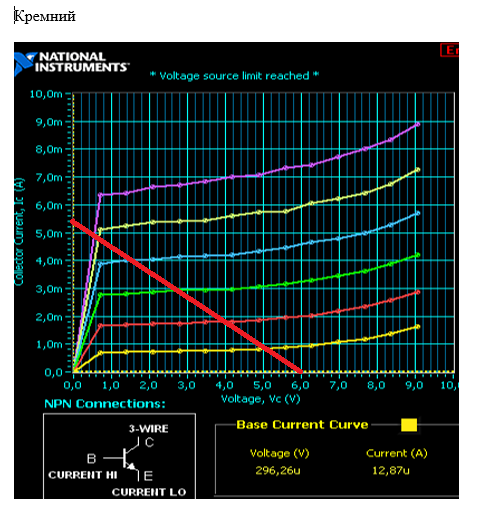 Кремний
NATIONAL
INSTRUMENTS™
* Voltage source limit reached *
10,0m
9,0m
8,0m
7,0m
6,0m
5,0m
4,0m
3,0m
2,0m
1,0m
0,0
Collector Current, Ic (A)
0,0 1,0 2,0 3,0 4,0 5,0 6,0 7,0 8,0 9,0 10,0
Voltage, Vc (V)
NPN Connections:
3-WIRE
C
B
CURRENT HI
E
CURRENT LO
Base Current Curve
Voltage (V) Current (A)
296,26u 12,87u